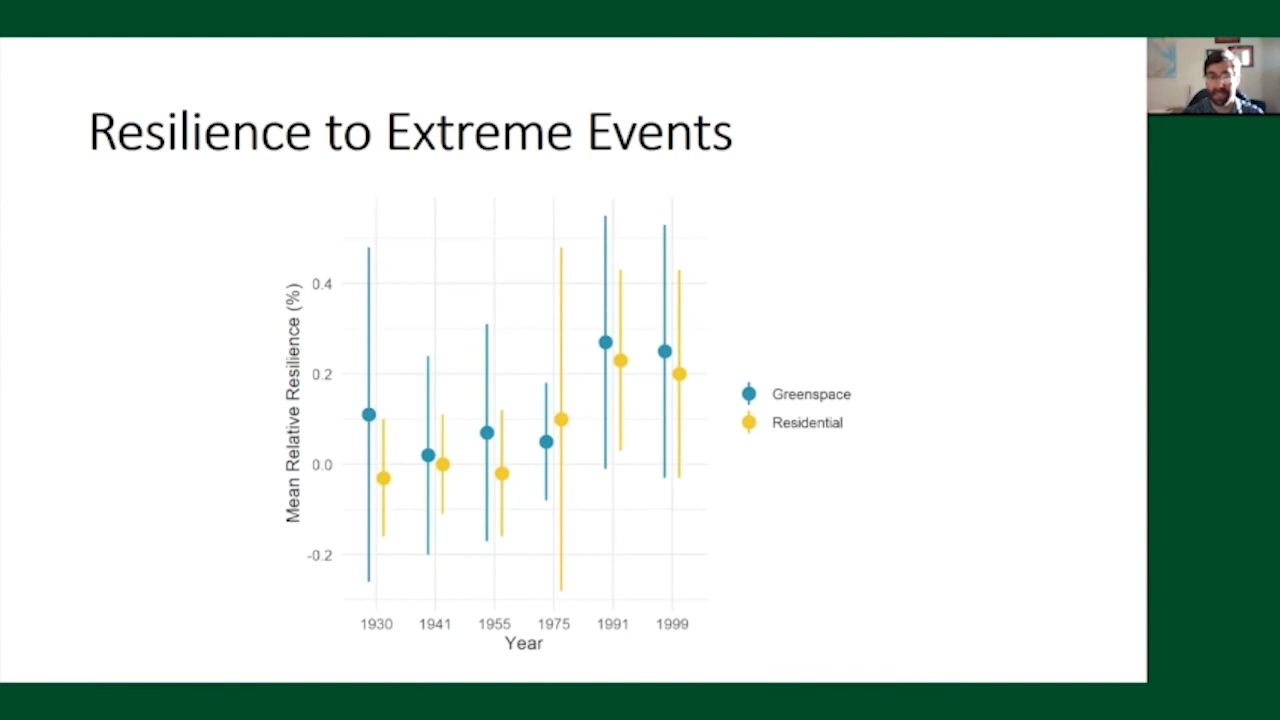 Resilience to Extreme Events
Mean Relative Resilience (%)
0.4
0.2
0.0
-0.2
1930 1941 1955 1975 1991 1999
Year
Greenspace
Residential